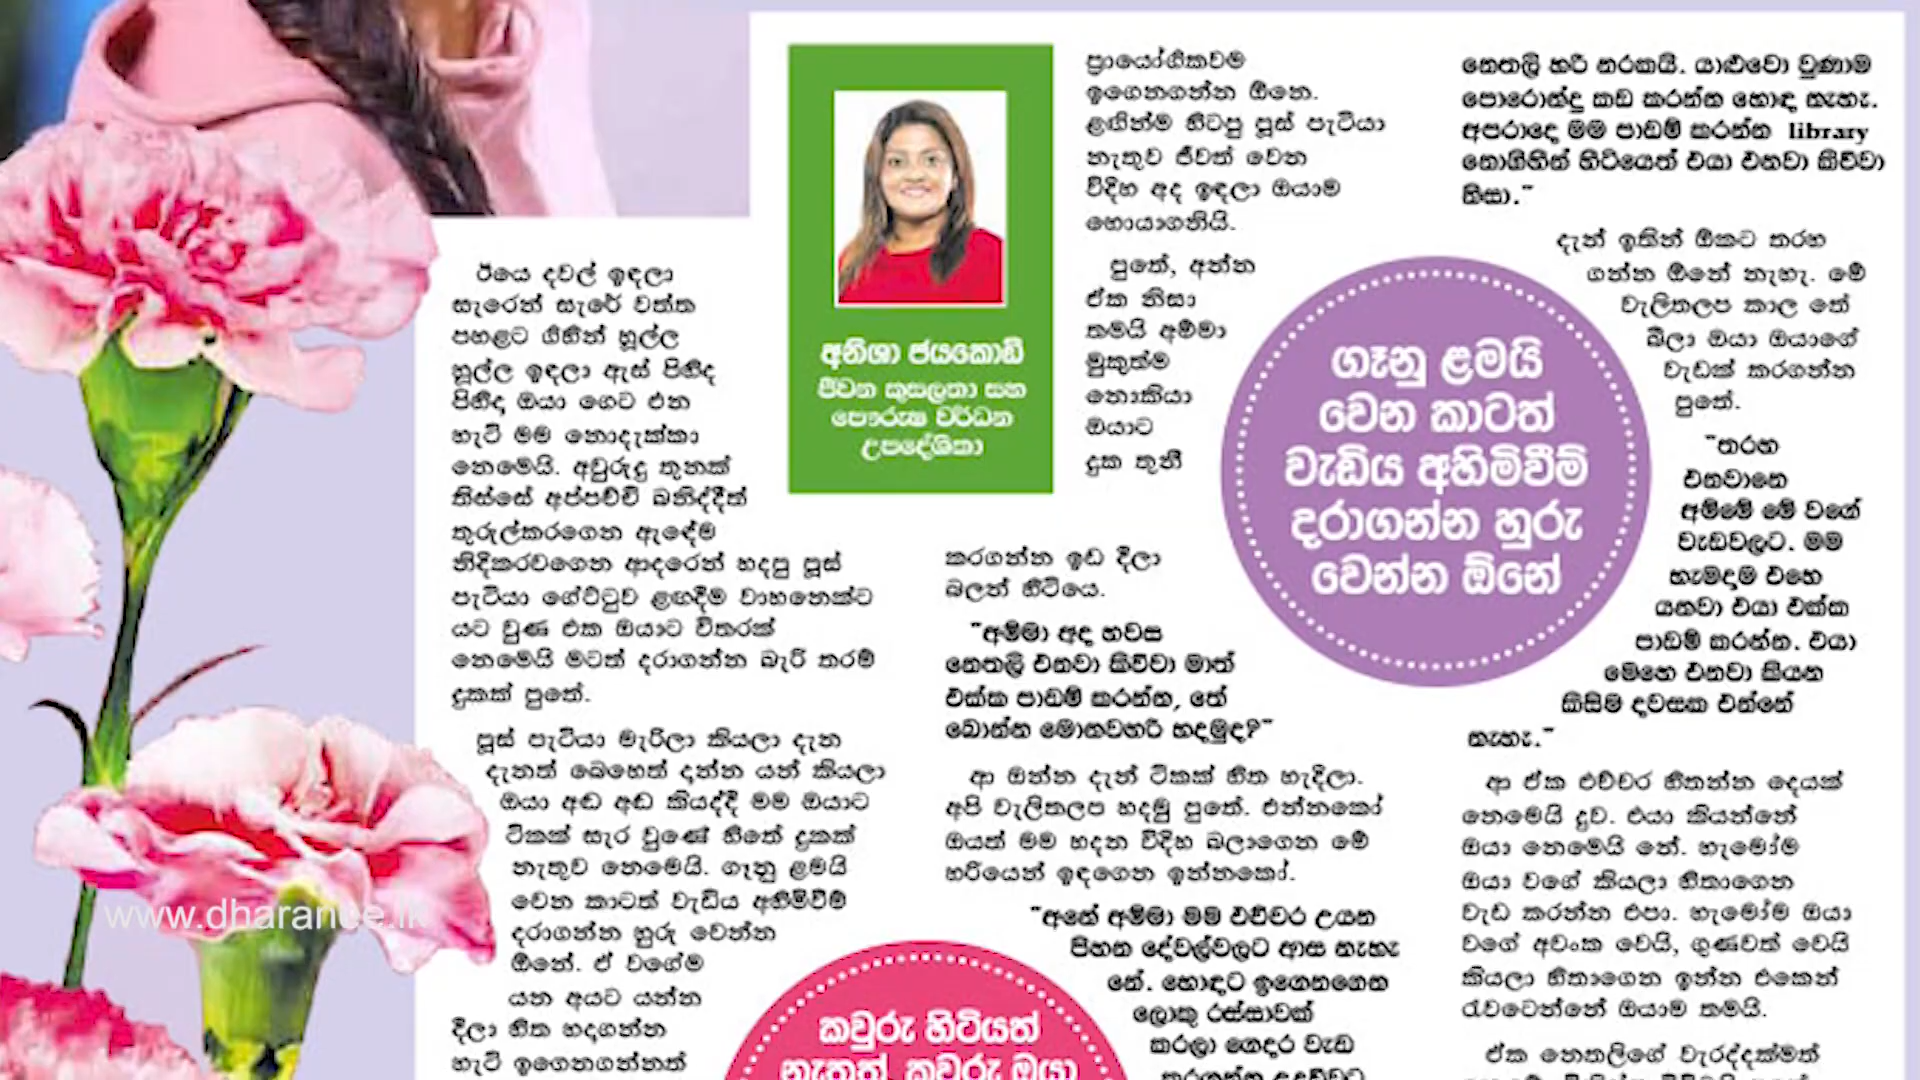 ඊයෙ දවල් ඉඳලා
සැරෙන් සැරේ වත්ත
පහළට ගිහින් හූල්ල
හූල්ල ඉඳලා ඇස් පිහිද
පිහිදා ඔයා ගෙට එන
හැටි මම නොදැක්කා
නෙමෙයි. අවුරුදු තුනක්
තිස්සේ අප්පච්චි ඛනිද්දීත්
තුරුල්කරගෙන ඇඳේම
නිදිකරවගෙන ආදරෙන් හදපු පූස්
පැටියා ගේට්ටුව ළඟදීම වාහනෙක්ට
යට වුණ එක ඔයාට විතරක්
නෙමෙයි මටත් දරාගන්න බැරි තරම්
දුකක් පුතේ.
පූස් පැටියා මැරිලා කියලා දැන
දැනත් බෙහෙත් දාන්න යන් කියලා
ඔයා අඬ අඬ කියද්දි මම ඔයාට
ටිකක් සැර වුණේ හිතේ දුකක්
නැතුව නෙමෙයි. ගෑනු ළමයි
වෙන කාටත් වැඩිය අහිමිවීම්
දරාගන්න හුරු වෙන්න
ඕනේ. ඒ වගේම
යන අයට යන්න
දීලා හිත හදාගන්න
හැටි ඉගෙනගන්නත්
අනිශා ජයකොඩි
ජීවන කුසලතා සහ
පෞරුෂ වර්ධන
උපදේශිකා
ප්‍රායෝගිකවම
ඉගෙනගන්න ඕනෙ.
ළඟින්ම හිටපු පූස් පැටියා
නැතුව ජීවත් වෙන
විදිහ අද ඉඳලා ඔයාම
හොයාගනියි.
පුතේ, අන්න
ඒක නිසා
තමයි අම්මා
මුකුත්ම
නොකියා
ඔයාට
දුක තුනී
කරගන්න ඉඩ දීලා
බලන් හිටියෙ.
"අම්මා අද හවස
නෙතලි එනවා කිව්වා මාත්
එක්ක පාඩම් කරන්න, තේ
බොන්න මොනවහරි හදමුද?"
ආ ඔන්න දැන් ටිකක් හිත හැදිලා.
අපි වැලිතලප හදමු පුතේ. එන්නකෝ
ඔයත් මම හදන විදිහ බලාගෙන මේ
හරියෙන් ඉඳගෙන ඉන්නකෝ.
"අනේ අම්මා මම එච්චර උයන
පිහන දේවල්වලට ආස නැහැ
නේ. හොඳට ඉගෙනගෙන
ලොකු රස්සාවක්
කරලා ගෙදර වැඩ
කවුරු හිටියත්
නැතත්, කවුරු ඔයා
ගෑනු ළමයි
වෙන කාටත්
වැඩිය අහිමිවීම්
දරාගන්න හුරු
වෙන්න ඕනේ
නෙතලි හරි නරකයි. යාළුවො වුණාම
පොරොන්දු කඩ කරන්න හොඳ නැහැ.
අපරාදෙ මම පාඩම් කරන්න library
නොගිහින් හිටියෙත් එයා එනවා කිව්වා
නිසා."
දැන් ඉතින් ඕකට තරහ
ගන්න ඕනේ නැහැ. මේ
වැලිතලප කාල තේ
බීලා ඔයා ඔයාගේ
වැඩක් කරගන්න
පුතේ.
"තරහ
එනවානෙ
අම්මේ මේ වගේ
වැඩවලට. මම
හැමදාම එහෙ
යනවා එයා එක්ක
පාඩම් කරන්න. එයා
මෙහෙ එනවා කියන
කිසිම දවසක එන්නේ
නැහැ."
ආ ඒක එච්චර හිතන්න දෙයක්
නෙමෙයි දුව. එයා කියන්නේ
ඔයා නෙමෙයි නේ. හැමෝම
ඔයා වගේ කියලා හිතාගෙන
වැඩ කරන්න එපා. හැමෝම ඔයා
වගේ අවංක වෙයි, ගුණවත් වෙයි
කියලා හිතාගෙන ඉන්න එකෙන්
රැවටෙන්නේ ඔයාම තමයි.
ඒක නෙතලිගේ වැරද්දක්මත්
www.dharanee.lk